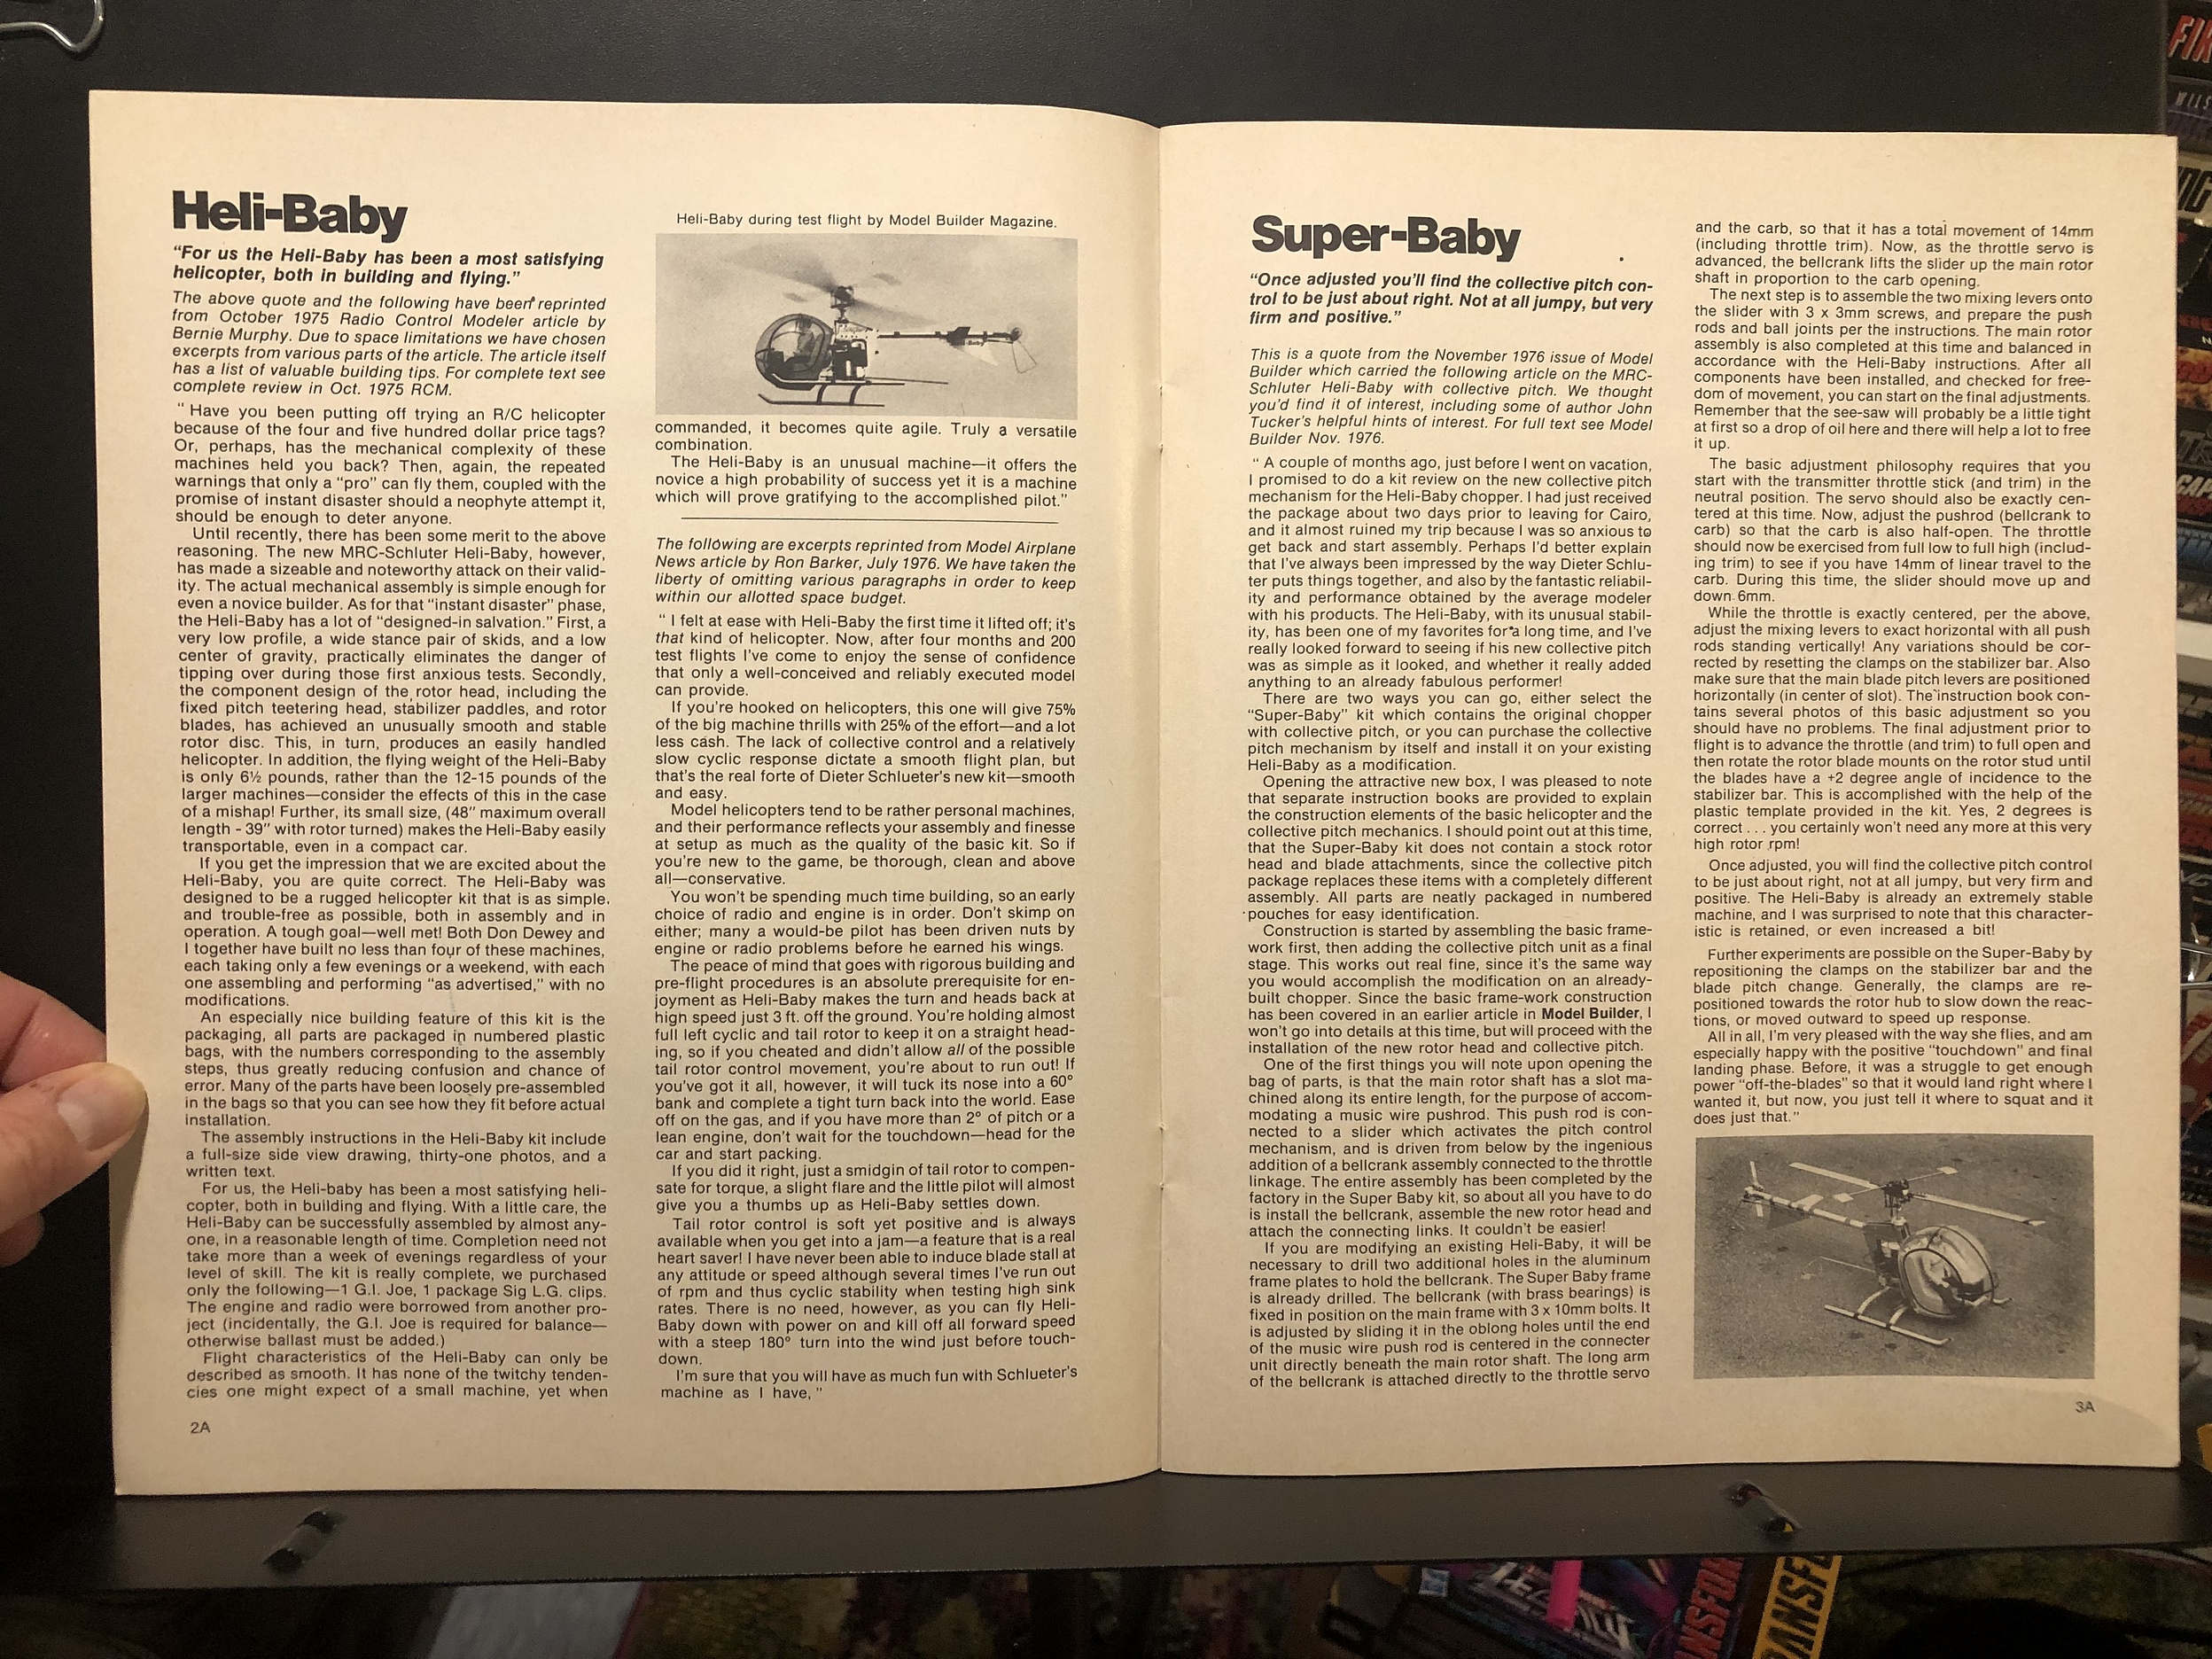 Heli-Baby
"For us the Heli-Baby has been a most satisfying
helicopter, both in building and flying."
The above quote and the following have been reprinted
from October 1975 Radio Control Modeler article by
Bernie Murphy. Due to space limitations we have chosen
excerpts from various parts of the article. The article itself
has a list of valuable building tips. For complete text see
complete review in Oct. 1975 RCM.
" Have you been putting off trying an R/C helicopter
because of the four and five hundred dollar price tags?
Or, perhaps, has the mechanical complexity of these
machines held you back? Then, again, the repeated
warnings that only a "pro" can fly them, coupled with the
promise of instant disaster should a neophyte attempt it,
should be enough to deter anyone.
Until recently, there has been some merit to the above
reasoning. The new MRC-Schluter Heli-Baby, however,
has made a sizeable and noteworthy attack on their valid-
ity. The actual mechanical assembly is simple enough for
even a novice builder. As for that "instant disaster" phase,
the Heli-Baby has a lot of "designed-in salvation." First, a
very low profile, a wide stance pair of skids, and a low
center of gravity, practically eliminates the danger of
tipping over during those first anxious tests. Secondly,
the component design of the rotor head, including the
fixed pitch teetering head, stabilizer paddles, and rotor
blades, has achieved an unusually smooth and stable
rotor disc. This, in turn, produces an easily handled
helicopter. In addition, the flying weight of the Heli-Baby
is only 6½ pounds, rather than the 12-15 pounds of the
larger machines—consider the effects of this in the case
of a mishap! Further, its small size, (48" maximum overall
length - 39" with rotor turned) makes the Heli-Baby easily
transportable, even in a compact car.
If you get the impression that we are excited about the
Heli-Baby, you are quite correct. The Heli-Baby was
designed to be a rugged helicopter kit that is as simple.
and trouble-free as possible, both in assembly and in
operation. A tough goal—well met! Both Don Dewey and
I together have built no less than four of these machines,
each taking only a few evenings or a weekend, with each
one assembling and performing "as advertised," with no
modifications.
An especially nice building feature of this kit is the
packaging, all parts are packaged in numbered plastic
bags, with the numbers corresponding to the assembly
steps, thus greatly reducing confusion and chance of
error. Many of the parts have been loosely pre-assembled
in the bags so that you can see how they fit before actual
installation.
The assembly instructions in the Heli-Baby kit include
a full-size side view drawing, thirty-one photos, and a
written text.
For us, the Heli-baby has been a most satisfying heli-
copter, both in building and flying. With a little care, the
Heli-Baby can be successfully assembled by almost any-
one, in a reasonable length of time. Completion need not
take more than a week of evenings regardless of your
level of skill. The kit is really complete, we purchased
only the following—1 G.I. Joe, 1 package Sig L.G. clips.
The engine and radio were borrowed from another pro-
ject (incidentally, the G.I. Joe is required for balance—
otherwise ballast must be added.)
Flight characteristics of the Heli-Baby can only be
described as smooth. It has none of the twitchy tenden-
cies one might expect of a small machine, yet when
2A
Heli-Baby during test flight by Model Builder Magazine.
commanded, it becomes quite agile. Truly a versatile
combination.
The Heli-Baby is an unusual machine—it offers the
novice a high probability of success yet it is a machine
which will prove gratifying to the accomplished pilot."
The following are excerpts reprinted from Model Airplane
News article by Ron Barker, July 1976. We have taken the
liberty of omitting various paragraphs in order to keep
within our allotted space budget.
" I felt at ease with Heli-Baby the first time it lifted off; it's
that kind of helicopter. Now, after four months and 200
test flights I've come to enjoy the sense of confidence
that only a well-conceived and reliably executed model
can provide.
If you're hooked on helicopters, this one will give 75%
of the big machine thrills with 25% of the effort—and a lot
less cash. The lack of collective control and a relatively
slow cyclic response dictate a smooth flight plan, but
that's the real forte of Dieter Schlueter's new kit—smooth
and easy.
Model helicopters tend to be rather personal machines,
and their performance reflects your assembly and finesse
at setup as much as the quality of the basic kit. So if
you're new to the game, be thorough, clean and above
all—conservative.
You won't be spending much time building, so an early
choice of radio and engine is in order. Don't skimp on
either; many a would-be pilot has been driven nuts by
engine or radio problems before he earned his wings.
The peace of mind that goes with rigorous building and
pre-flight procedures is an absolute prerequisite for en-
joyment as Heli-Baby makes the turn and heads back at
high speed just 3 ft. off the ground. You're holding almost
full left cyclic and tail rotor to keep it on a straight head-
ing, so if you cheated and didn't allow all of the possible
tail rotor control movement, you're about to run out! If
you've got it all, however, it will tuck its nose into a 60°
bank and complete a tight turn back into the world. Ease
off on the gas, and if you have more than 2° of pitch or a
lean engine, don't wait for the touchdown—head for the
car and start packing.
If you did it right, just a smidgin of tail rotor to compen-
sate for torque, a slight flare and the little pilot will almost
give you a thumbs up as Heli-Baby settles down.
Tail rotor control is soft yet positive and is always
available when you get into a jam—a feature that is a real
heart saver! I have never been able to induce blade stall at
any attitude or speed although several times I've run out
of rpm and thus cyclic stability when testing high sink
rates. There is no need, however, as you can fly Heli-
Baby down with power on and kill off all forward speed
with a steep 180° turn into the wind just before touch-
down.
I'm sure that you will have as much fun with Schlueter's
machine as I have,"
Super-Baby
"Once adjusted you'll find the collective pitch con-
trol to be just about right. Not at all jumpy, but very
firm and positive."
This is a quote from the November 1976 issue of Model
Builder which carried the following article on the MRC-
Schluter Heli-Baby with collective pitch. We thought
you'd find it of interest, including some of author John
Tucker's helpful hints of interest. For full text see Model
Builder Nov. 1976.
" A couple of months ago, just before I went on vacation,
I promised to do a kit review on the new collective pitch
mechanism for the Heli-Baby chopper. I had just received
the package about two days prior to leaving for Cairo,
and it almost ruined my trip because I was so anxious to
get back and start assembly. Perhaps I'd better explain
that I've always been impressed by the way Dieter Schlu-
ter puts things together, and also by the fantastic reliabil-
ity and performance obtained by the average modeler
with his products. The Heli-Baby, with its unusual stabil-
ity, has been one of my favorites for a long time, and I've
really looked forward to seeing if his new collective pitch
was as simple as it looked, and whether it really added
anything to an already fabulous performer!
There are two ways you can go, either select the
"Super-Baby" kit which contains the original chopper
with collective pitch, or you can purchase the collective
pitch mechanism by itself and install it on your existing
Heli-Baby as a modification.
Opening the attractive new box, I was pleased to note
that separate instruction books are provided to explain
the construction elements of the basic helicopter and the
collective pitch mechanics. I should point out at this time,
that the Super-Baby kit does not contain a stock rotor
head and blade attachments, since the collective pitch
package replaces these items with a completely different
assembly. All parts are neatly packaged in numbered
pouches for easy identification.
Construction is started by assembling the basic frame-
work first, then adding the collective pitch unit as a final
stage. This works out real fine, since it's the same way
you would accomplish the modification on an already-
built chopper. Since the basic frame-work construction
has been covered in an earlier article in Model Builder, I
won't go into details at this time, but will proceed with the
installation of the new rotor head and collective pitch.
One of the first things you will note upon opening the
bag of parts, is that the main rotor shaft has a slot ma-
chined along its entire length, for the purpose of accom-
modating a music wire pushrod. This push rod is con-
nected to a slider which activates the pitch control
mechanism, and is driven from below by the ingenious
addition of a bellcrank assembly connected to the throttle
linkage. The entire assembly has been completed by the
factory in the Super Baby kit, so about all you have to do
is install the bellcrank, assemble the new rotor head and
attach the connecting links. It couldn't be easier!
If you are modifying an existing Heli-Baby, it will be
necessary to drill two additional holes in the aluminum
frame plates to hold the bellcrank. The Super Baby frame
is already drilled. The bellcrank (with brass bearings) is
fixed in position on the main frame with 3 x 10mm bolts. It
is adjusted by sliding it in the oblong holes until the end
of the music wire push rod is centered in the connecter
unit directly beneath the main rotor shaft. The long arm
of the bellcrank is attached directly to the throttle servo
and the carb, so that it has a total movement of 14mm
(including throttle trim). Now, as the throttle servo is
advanced, the bellcrank lifts the slider up the main rotor
shaft in proportion to the carb opening.
The next step is to assemble the two mixing levers onto
the slider with 3 x 3mm screws, and prepare the push
rods and ball joints per the instructions. The main rotor
assembly is also completed at this time and balanced in
accordance with the Heli-Baby instructions. After all
components have been installed, and checked for free-
dom of movement, you can start on the final adjustments.
Remember that the see-saw will probably be a little tight
at first so a drop of oil here and there will help a lot to free
it up.
The basic adjustment philosophy requires that you
start with the transmitter throttle stick (and trim) in the
neutral position. The servo should also be exactly cen-
tered at this time. Now, adjust the pushrod (bellcrank to
carb) so that the carb is also half-open. The throttle
should now be exercised from full low to full high (includ-
ing trim) to see if you have 14mm of linear travel to the
carb. During this time, the slider should move up and
down 6mm.
While the throttle is exactly centered, per the above,
adjust the mixing levers to exact horizontal with all push
rods standing vertically! Any variations should be cor-
rected by resetting the clamps on the stabilizer bar. Also
make sure that the main blade pitch levers are positioned
horizontally (in center of slot). The instruction book con-
tains several photos of this basic adjustment so you
should have no problems. The final adjustment prior to
flight is to advance the throttle (and trim) to full open and
then rotate the rotor blade mounts on the rotor stud until
the blades have a +2 degree angle of incidence to the
stabilizer bar. This is accomplished with the help of the
plastic template provided in the kit. Yes, 2 degrees is
correct . . . you certainly won't need any more at this very
high rotor rpm!
Once adjusted, you will find the collective pitch control
to be just about right, not at all jumpy, but very firm and
positive. The Heli-Baby is already an extremely stable
machine, and I was surprised to note that this character-
istic is retained, or even increased a bit!
Further experiments are possible on the Super-Baby by
repositioning the clamps on the stabilizer bar and the
blade pitch change. Generally, the clamps are re-
positioned towards the rotor hub to slow down the reac-
tions, or moved outward to speed up response.
All in all, I'm very pleased with the way she flies, and am
especially happy with the positive "touchdown" and final
landing phase. Before, it was a struggle to get enough
power "off-the-blades" so that it would land right where I
wanted it, but now, you just tell it where to squat and it
does just that."
3A